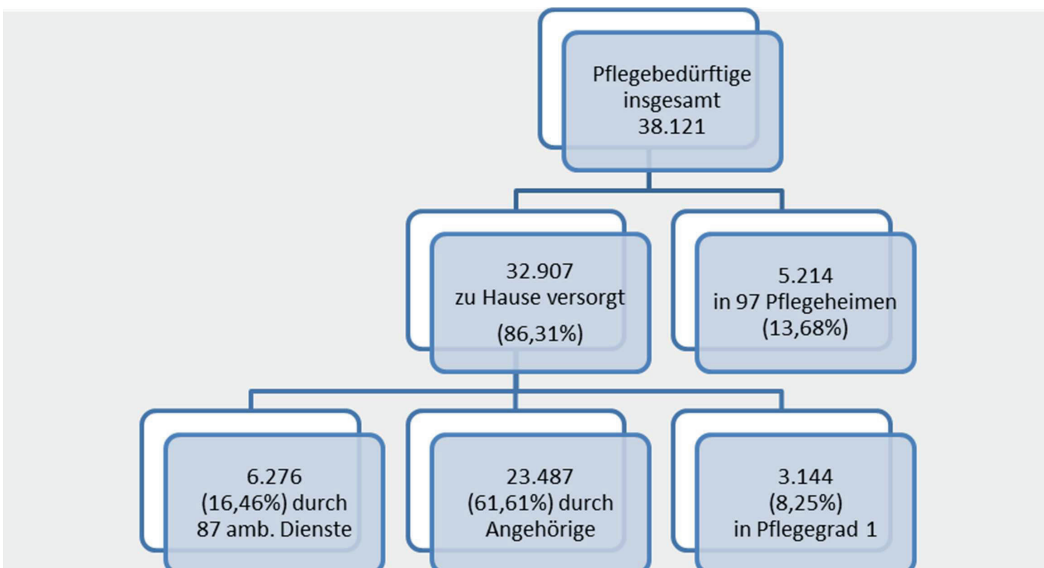 Pflegebedürftige
insgesamt
38.121
32.907
zu Hause versorgt
(86,31%)
5.214
in 97 Pflegeheimen
(13,68%)
6.276
(16,46%) durch
87 amb. Dienste
23.487
(61,61%) durch
Angehörige
3.144
(8,25%)
in Pflegegrad 1